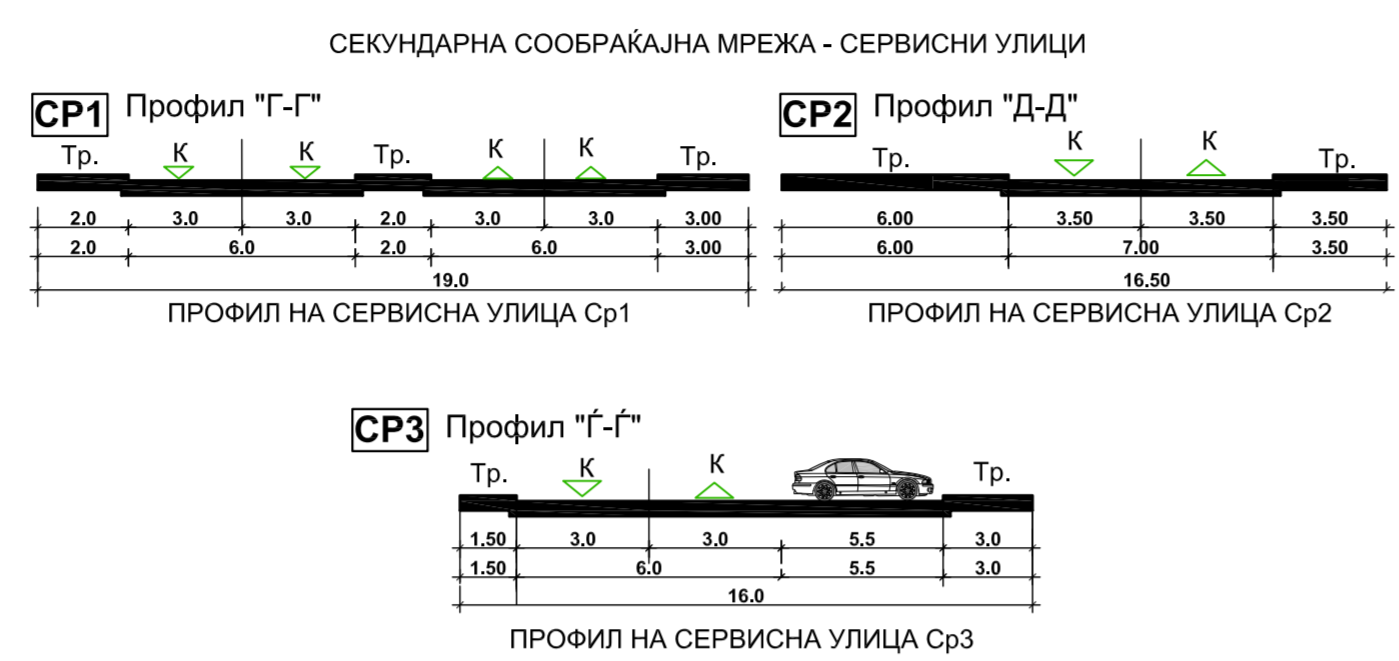 СЕКУНДАРНА СООБРАЌАЈНА МРЕЖА - СЕРВИСНИ УЛИЦИ
СР1 Профил "Г-Г"
Тр. К К Тр. К К Тр.
2.0 3.0 3.0 2.0 3.0 3.0 3.00
2.0 6.0 2.0 6.0 3.00
19.0
ПРОФИЛ НА СЕРВИСНА УЛИЦА Ср1
СР2 Профил "Д-Д"
Тр. К К Тр.
6.00 3.50 3.50 3.50
6.00 7.00 3.50
16.50
ПРОФИЛ НА СЕРВИСНА УЛИЦА Ср2
СР3 Профил "Ѓ-Ѓ"
Тр. К К Тр.
1.50 3.0 3.0 5.5 3.0
1.50 6.0 5.5 3.0
16.0
ПРОФИЛ НА СЕРВИСНА УЛИЦА Ср3